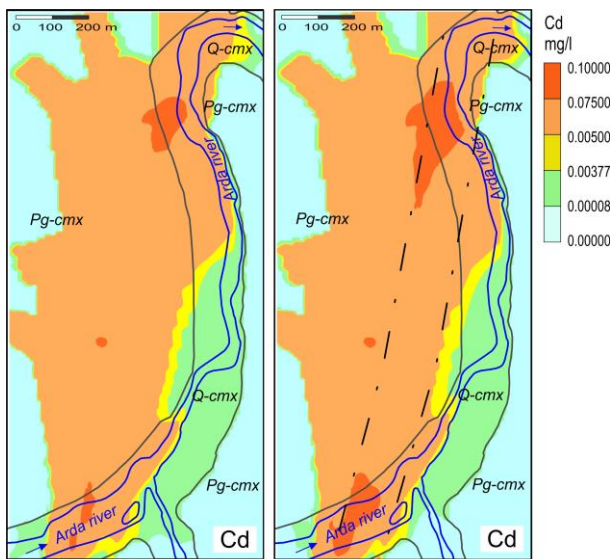 0 100 200 m
Q-cmx
Pg-cmx
Arda river
Pg-cmx
Q-cmx
Pg-cmx
Arda river
Cd
0 100 200 m
Q-cmx
Pg-cmx
Arda river
Pg-cmx
Q-cmx
Pg-cmx
Arda river
Cd
Cd
mg/l
0.10000
0.07500
0.00500
0.00377
0.00008
0.00000